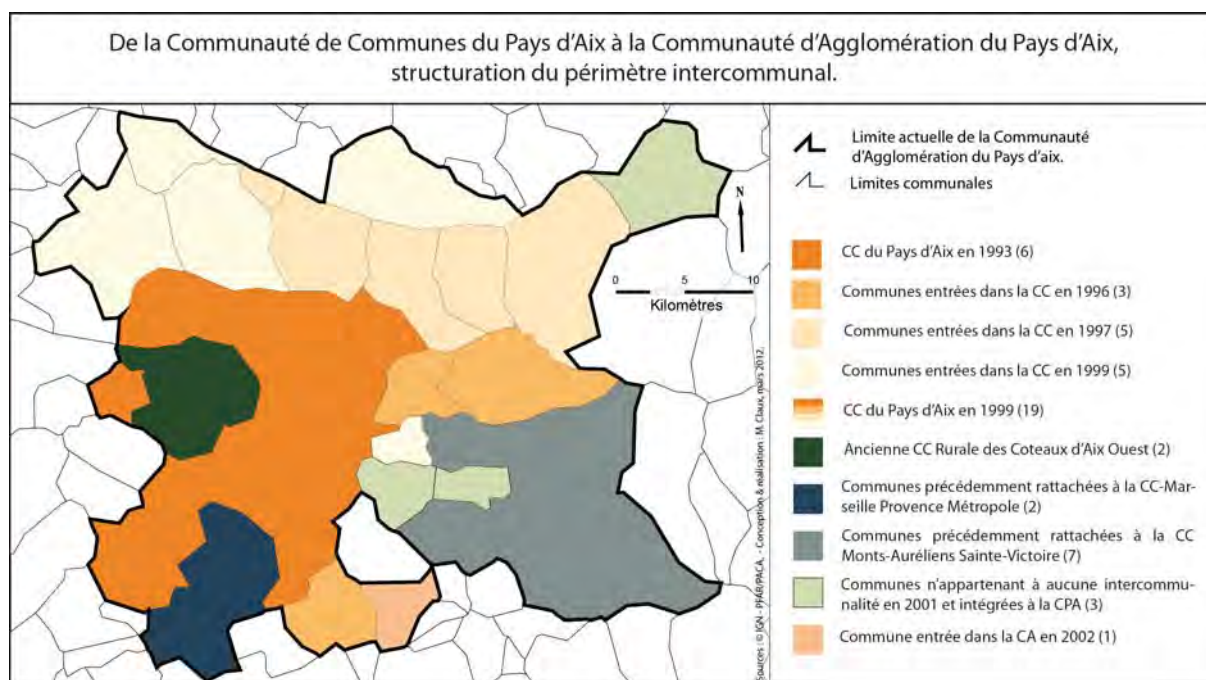 De la Communauté de Communes du Pays d'Aix à la Communauté d'Agglomération du Pays d'Aix,
structuration du périmètre intercommunal.
Limite actuelle de la Communauté
d'Agglomération du Pays d'aix.
Limites communales
N
0 5 10
Kilomètres
CC du Pays d'Aix en 1993 (6)
Communes entrées dans la CC en 1996 (3)
Communes entrées dans la CC en 1997 (5)
Communes entrées dans la CC en 1999 (5)
CC du Pays d'Aix en 1999 (19)
Ancienne CC Rurale des Coteaux d'Aix Ouest (2)
Communes précédemment rattachées à la CC-Mar-
seille Provence Métropole (2)
Communes précédemment rattachées à la CC
Monts-Auréliens Sainte-Victoire (7)
Communes n'appartenant à aucune intercommu-
nalité en 2001 et intégrées à la CPA (3)
Commune entrée dans la CA en 2002 (1)
Sources : © IGN - PFAR/PACA, - Conception & réalisation : M. Claux, mars 2012.